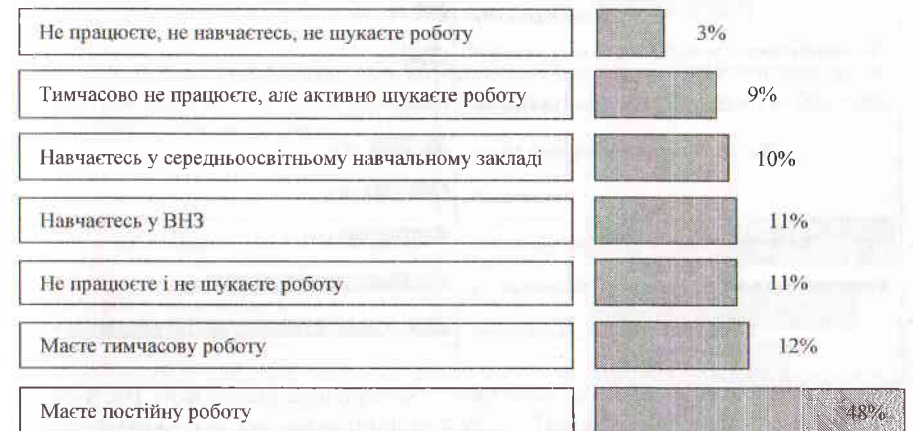 Не працюєте, не навчаєтесь, не шукаєте роботу 3%
Тимчасово не працюєте, але активно шукаєте роботу 9%
Навчаєтесь у середньоосвітньому навчальному закладі 10%
Навчаєтесь у ВНЗ 11%
Не працюєте і не шукаєте роботу 11%
Маєте тимчасову роботу 12%
Маєте постійну роботу 48%